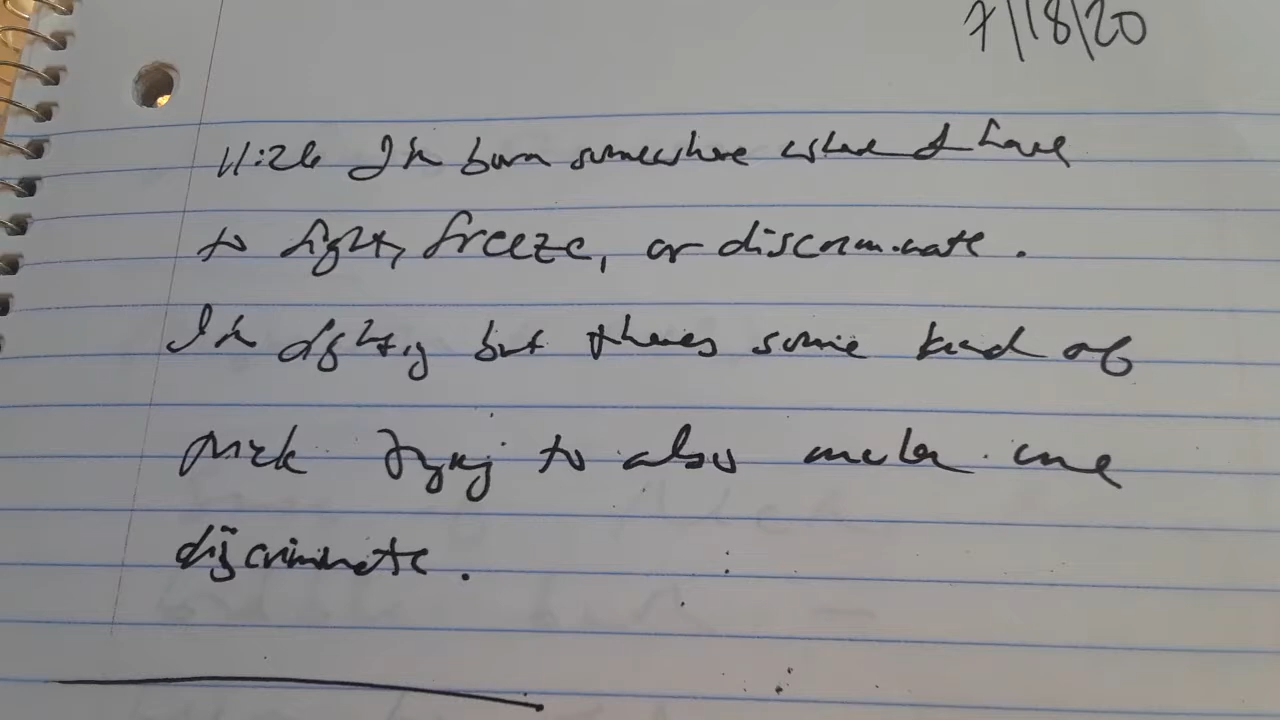 7/18/20
11:26 I'm born somewhere where I have
to fight, freeze, or discriminate.
I'm fighting but theres some kind of
trying to also make me
discriminate.